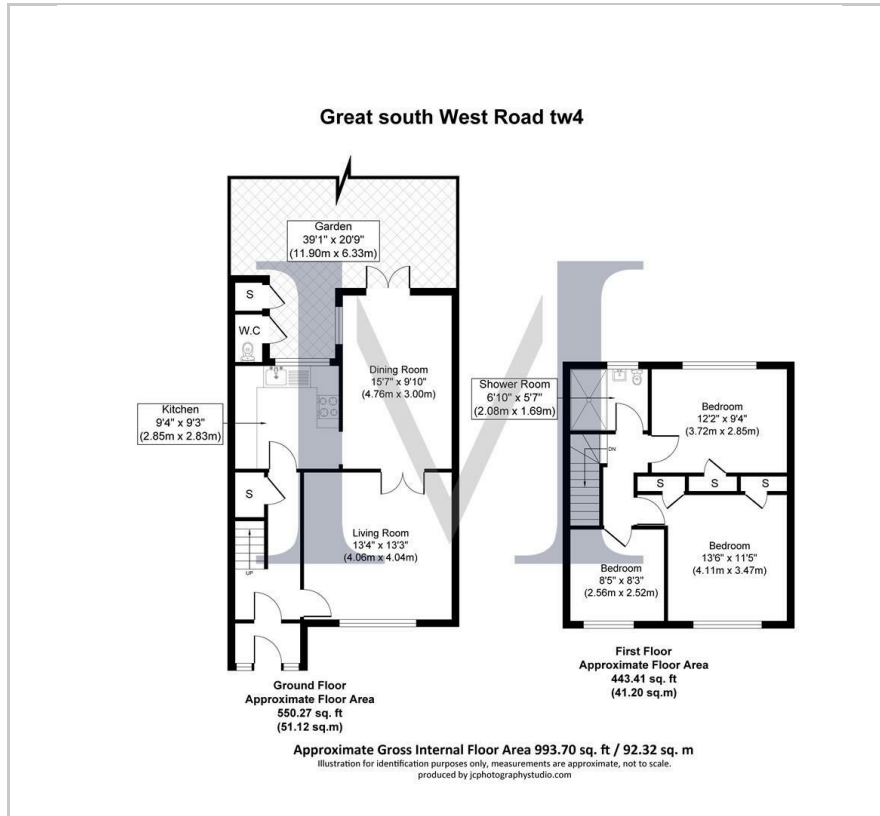 Great south West Road tw4
Garden
39'1" x 20'9"
(11.90m x 6.33m)
S
W.C
Dining Room
15'7" x 9'10"
(4.76m x 3.00m)
Kitchen
9'4" x 9'3"
(2.85m x 2.83m)
S
Living Room
13'4" x 13'3"
(4.06m x 4.04m)
UP
Ground Floor
Approximate Floor Area
550.27 sq. ft
(51.12 sq.m)
Shower Room
6'10" x 5'7"
(2.08m x 1.69m)
Bedroom
12'2" x 9'4"
(3.72m x 2.85m)
DN
S S S
Bedroom
13'6" x 11'5"
(4.11m x 3.47m)
Bedroom
8'5" x 8'3"
(2.56m x 2.52m)
First Floor
Approximate Floor Area
443.41 sq. ft
(41.20 sq.m)
Approximate Gross Internal Floor Area 993.70 sq. ft / 92.32 sq. m
Illustration for identification purposes only, measurements are approximate, not to scale.
produced by jcphotographystudio.com
IMI